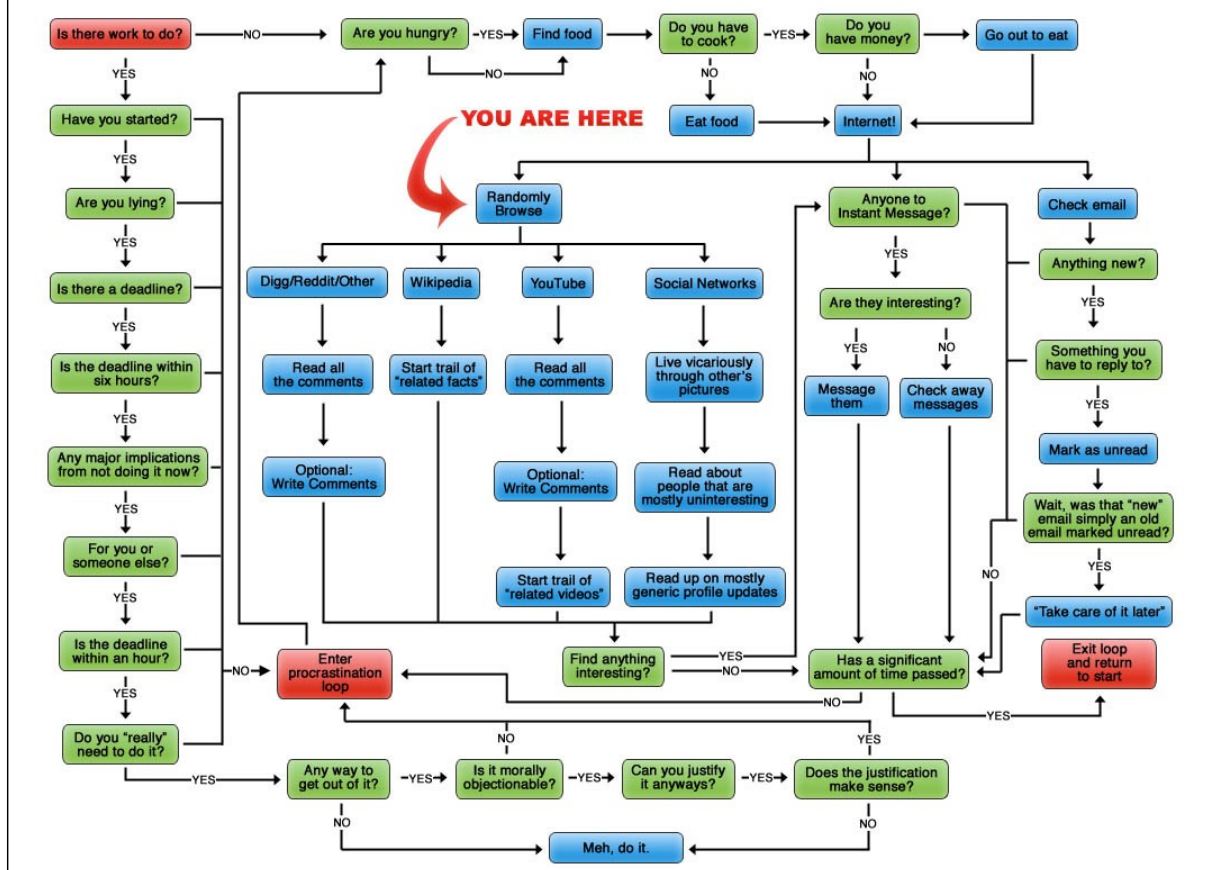 Is there work to do?
NO
Are you hungry?
YES
Find food
Do you have
to cook?
YES
Do you
have money?
Go out to eat
YES
NO
NO
NO
Have you started?
YOU ARE HERE
Eat food
Internet!
YES
Are you lying?
Randomly
Browse
Anyone to
Instant Message?
Check email
YES
YES
Anything new?
Is there a deadline?
Digg/Reddit/Other
Wikipedia
YouTube
Social Networks
Are they interesting?
YES
YES
YES
NO
Is the deadline within
six hours?
Read all
the comments
Start trail of
"related facts"
Read all
the comments
Live vicariously
through other's
pictures
Message
them
Check away
messages
Something you
have to reply to?
YES
YES
Any major implications
from not doing it now?
Optional:
Write Comments
Optional:
Write Comments
Read about
people that are
mostly uninteresting
Mark as unread
YES
Wait, was that "new"
email simply an old
email marked unread?
For you or
someone else?
YES
NO
YES
Start trail of
"related videos"
Read up on mostly
generic profile updates
"Take care of it later"
Is the deadline
within an hour?
NO
Enter
procrastination
loop
Find anything
interesting?
YES
NO
Has a significant
amount of time passed?
Exit loop
and return
to start
YES
NO
YES
Do you "really"
need to do it?
NO
YES
YES
Any way to
get out of it?
YES
Is it morally
objectionable?
YES
Can you justify
it anyways?
YES
Does the justification
make sense?
NO
NO
Meh, do it.